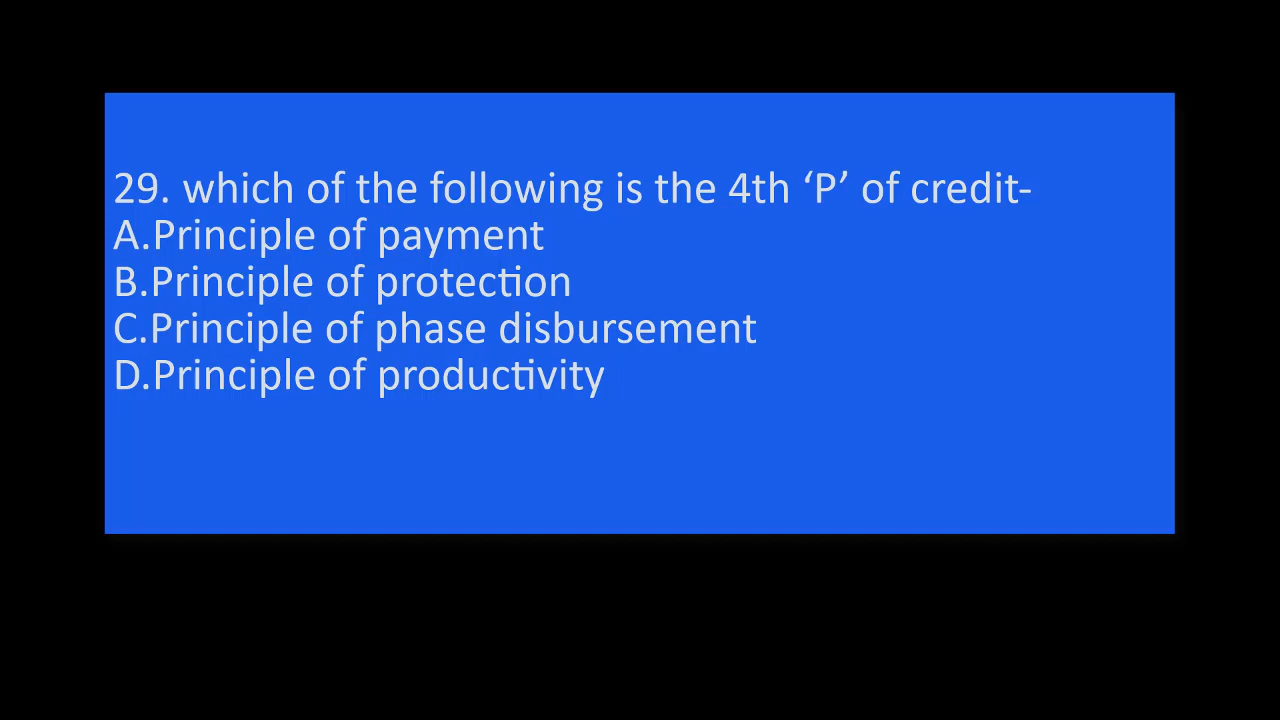 29. which of the following is the 4th ‘P’ of credit-
A.Principle of payment
B.Principle of protection
C.Principle of phase disbursement
D.Principle of productivity